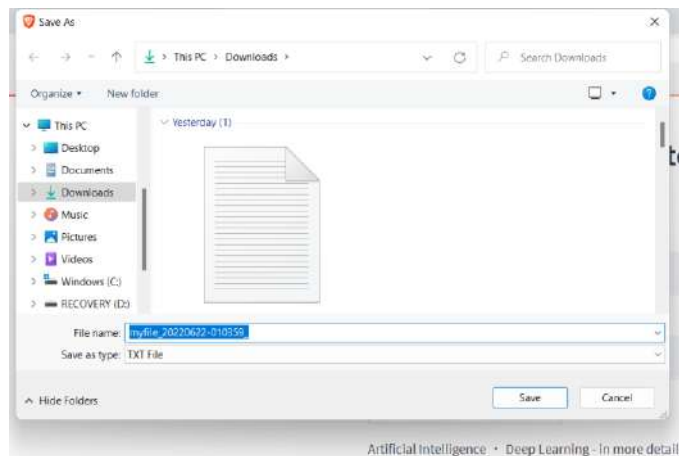 Save As
This PC > Downloads >
Search Downloads
Organize
New folder
This PC
Desktop
Documents
Downloads
Music
Pictures
Videos
Windows (C:)
RECOVERY (D:)
Yesterday (1)
File name: myfile_20220622-010359_
Save as type: TXT File
Hide Folders
Save
Cancel
Artificial Intelligence • Deep Learning - in more detail